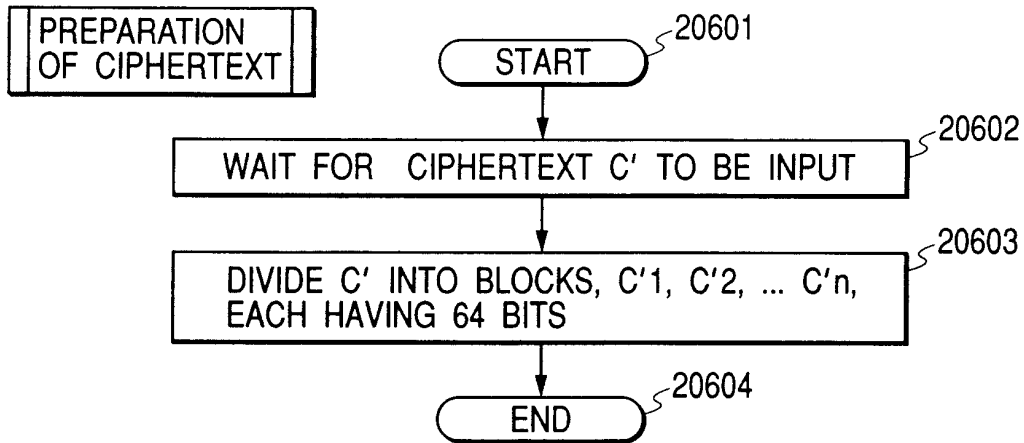 PREPARATION
OF CIPHERTEXT
START
20601
WAIT FOR CIPHERTEXT C' TO BE INPUT
20602
DIVIDE C' INTO BLOCKS, C'1, C'2, ... C'n,
EACH HAVING 64 BITS
20603
END
20604